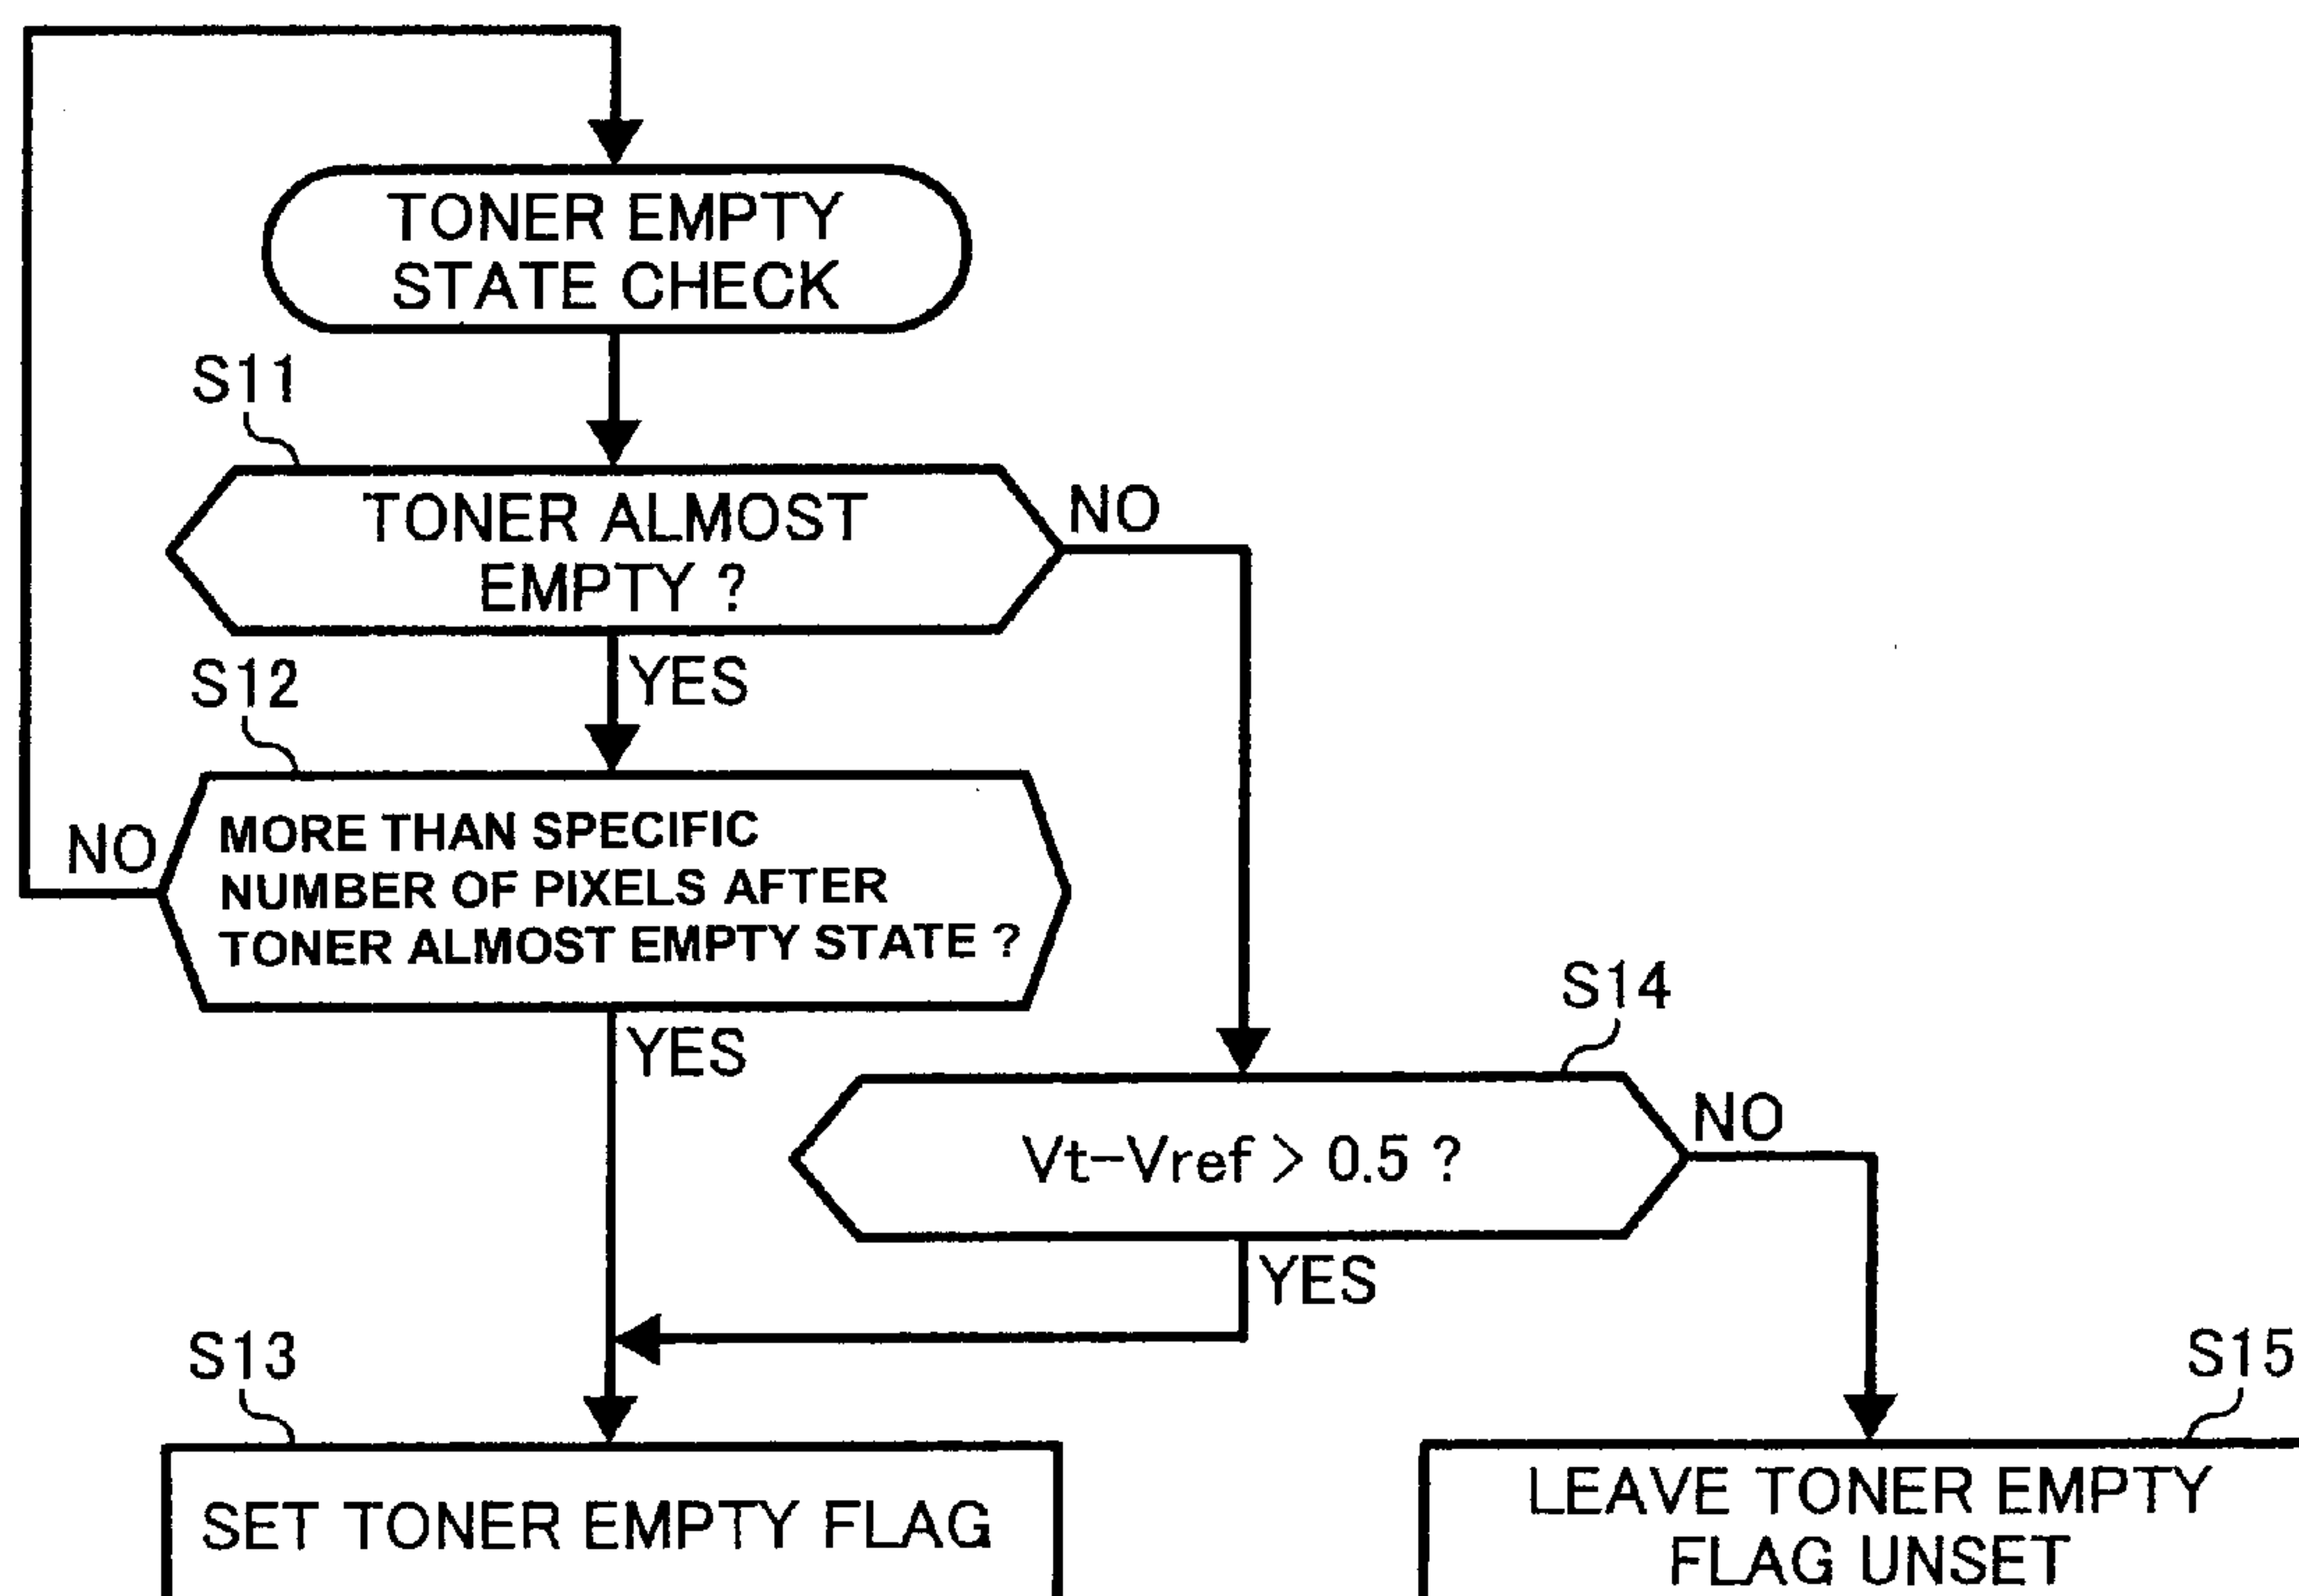 TONER EMPTY
STATE CHECK
S11
TONER ALMOST
EMPTY ?
NO
YES
S12
MORE THAN SPECIFIC
NUMBER OF PIXELS AFTER
TONER ALMOST EMPTY STATE ?
NO
YES
S14
Vt-Vref > 0.5 ?
NO
YES
S13
SET TONER EMPTY FLAG
S15
LEAVE TONER EMPTY
FLAG UNSET